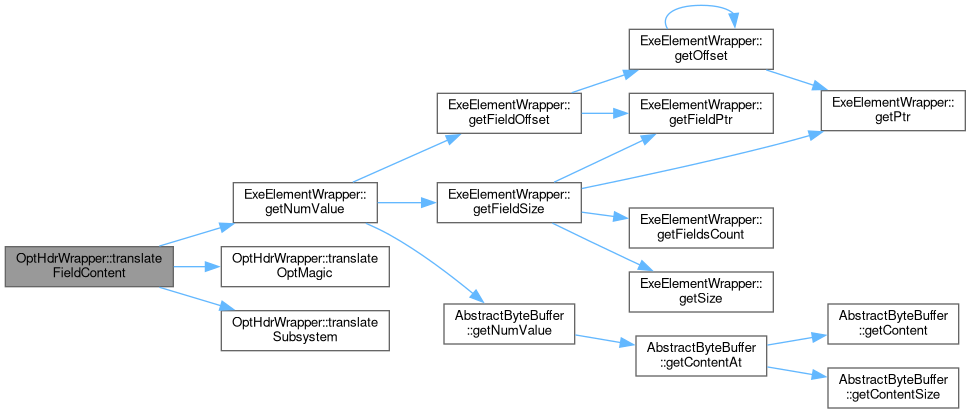 OptHdrWrapper::translate
FieldContent
ExeElementWrapper::
getNumValue
OptHdrWrapper::translate
OptMagic
OptHdrWrapper::translate
Subsystem
ExeElementWrapper::
getFieldOffset
ExeElementWrapper::
getFieldSize
AbstractByteBuffer
::getNumValue
ExeElementWrapper::
getOffset
ExeElementWrapper::
getFieldPtr
ExeElementWrapper::
getFieldsCount
ExeElementWrapper::
getSize
AbstractByteBuffer
::getContentAt
ExeElementWrapper::
getPtr
AbstractByteBuffer
::getContent
AbstractByteBuffer
::getContentSize